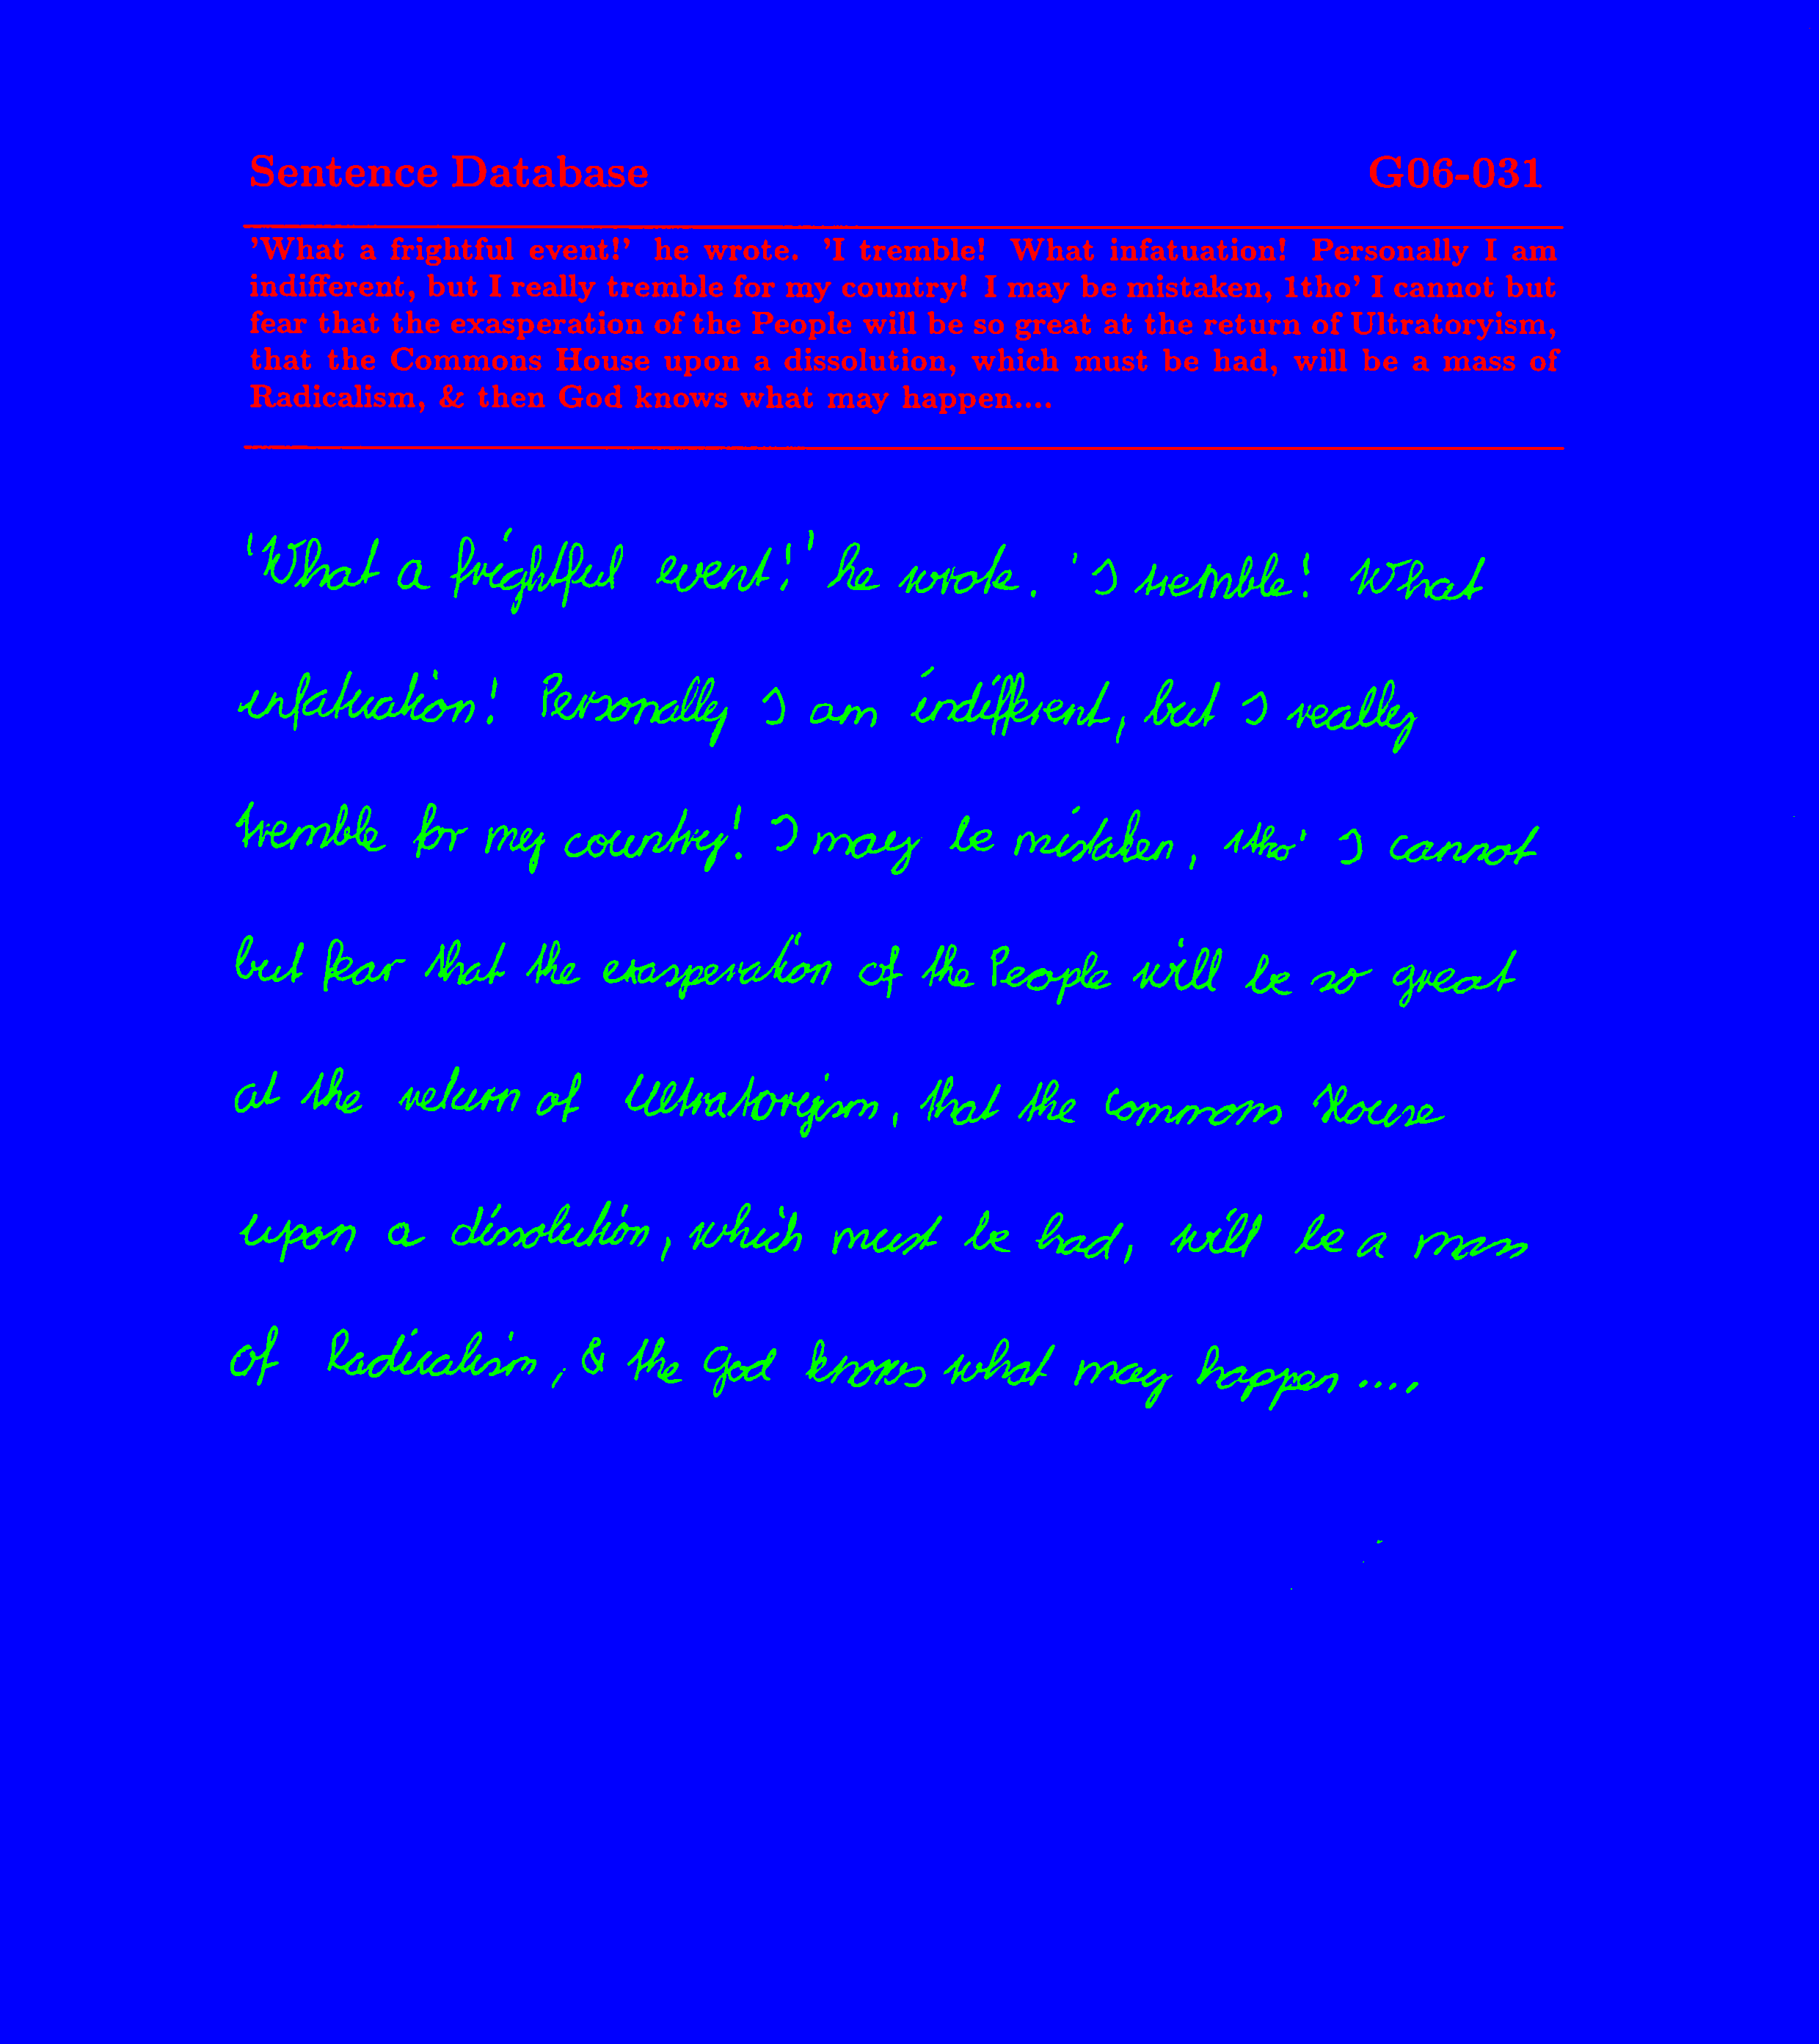 Sentence Database G06-031
'What a frightful event!' he wrote. 'I tremble! What infatuation! Personally I am
indifferent, but I really tremble for my country! I may be mistaken, 1tho' I cannot but
fear that the exasperation of the People will be so great at the return of Ultratoryism,
that the Commons House upon a dissolution, which must be had, will be a mass of
Radicalism, & then God knows what may happen....
'What a frightful event!' he wrote. 'I tremble! What
infatuation! Personally I am indifferent, but I really
tremble for my country! I may be mistaken, 1tho' I cannot
but fear that the exasperation of the People will be so great
at the return of Ultratoryism, that the Commons House
upon a dissolution, which must be had, will be a mass
of Radicalism, & the God knows what may happen....